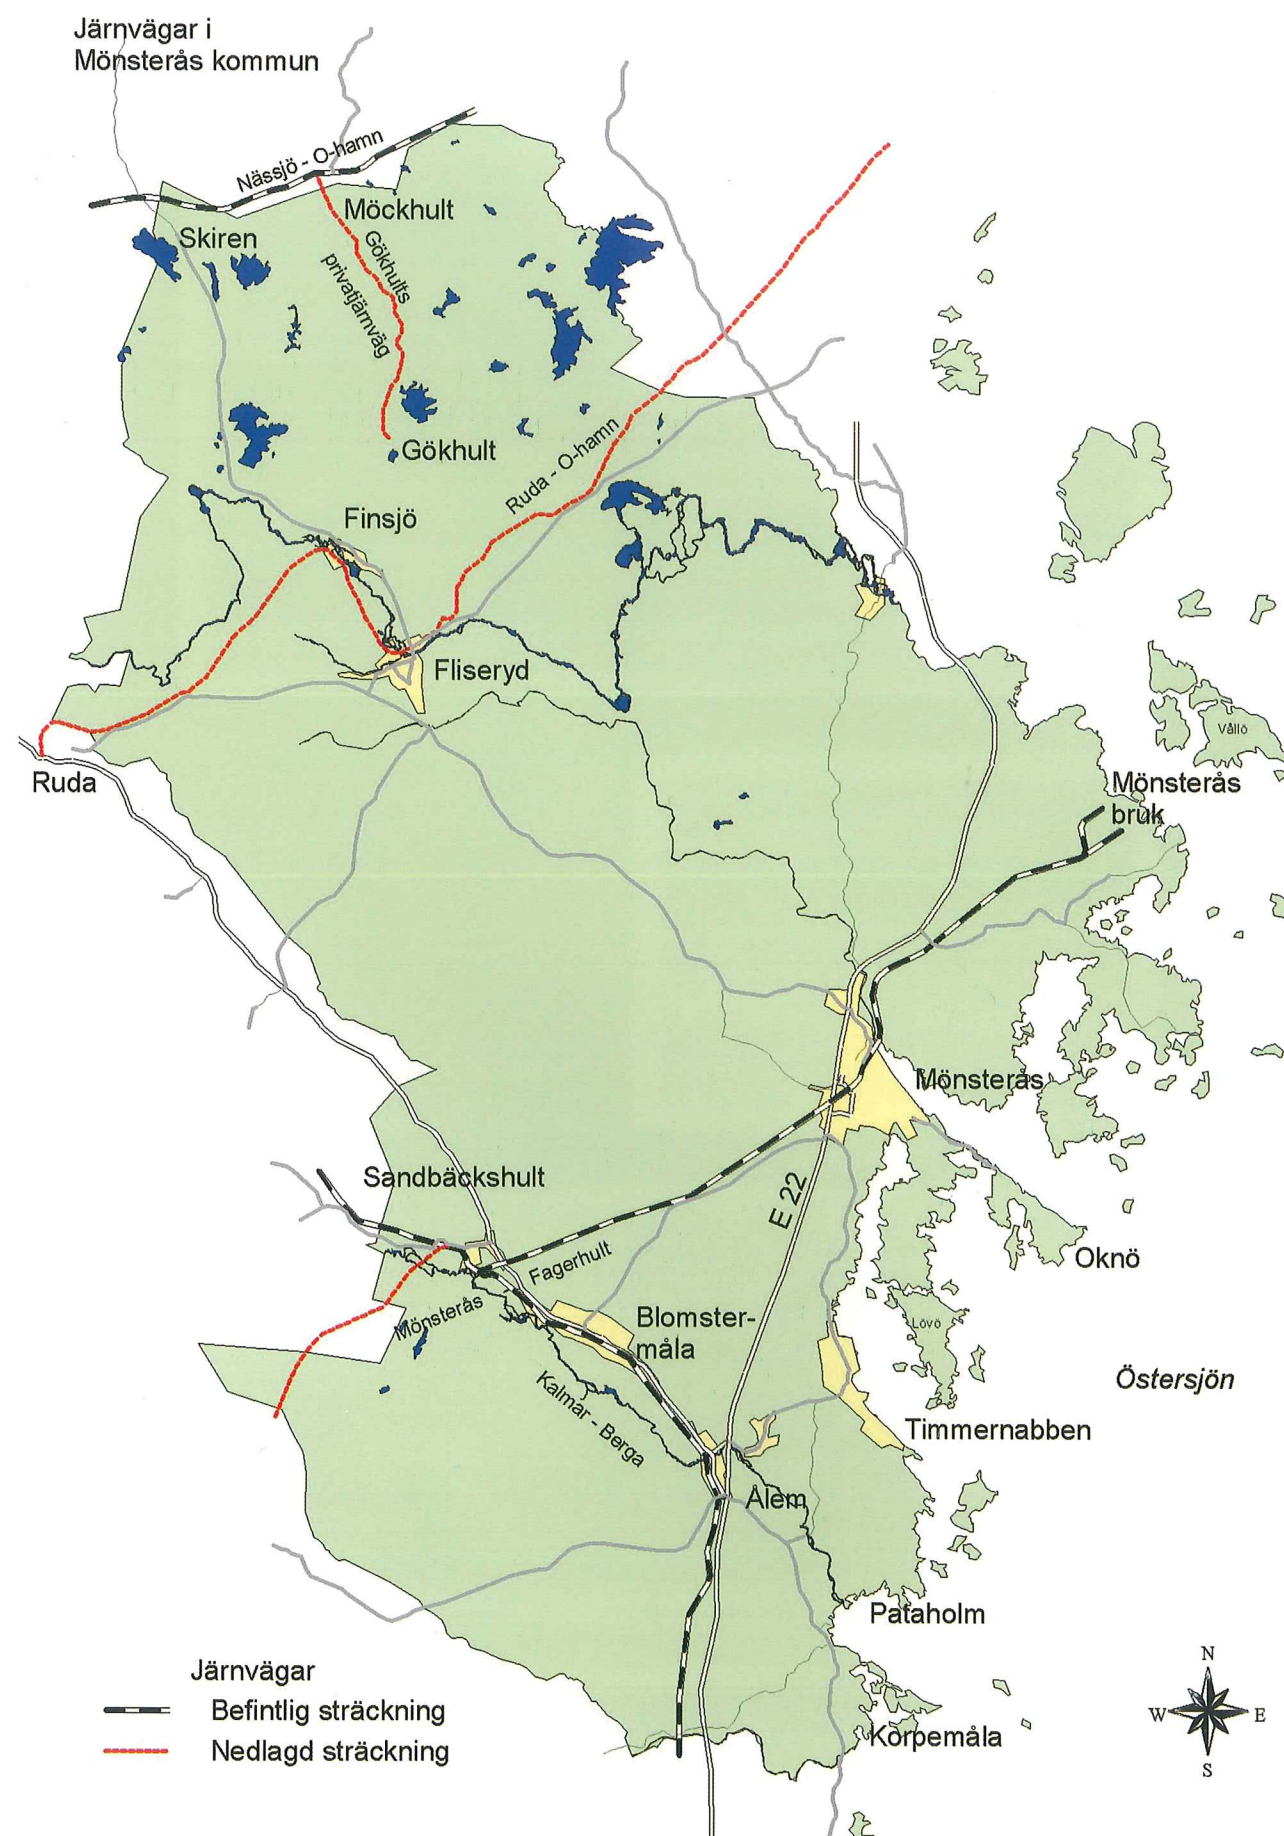 Järnvägar i
Mönsterås kommun
Nässjö - O-hamn
Möckhult
Skiren
Gökhults
privatjärnväg
Gökhult
Ruda - O-hamn
Finsjö
Fliseryd
Vållö
Ruda
Mönsterås
bruk
Mönsterås
Sandbäckshult
E 22
Fagerhult
Oknö
Mönsterås
Blomster-
måla
Lövö
Östersjön
Kalmar - Berga
Timmernabben
Ålem
Pataholm
Körpemåla
Järnvägar
Befintlig sträckning
Nedlagd sträckning
N
W E
S